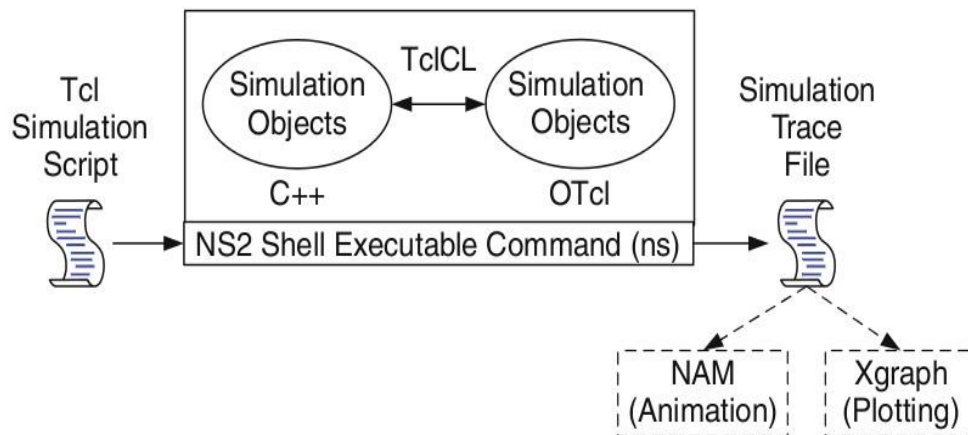 Tcl
Simulation
Script
TclCL
Simulation
Objects
Simulation
Objects
C++
OTcl
NS2 Shell Executable Command (ns)
Simulation
Trace
File
NAM
(Animation)
Xgraph
(Plotting)